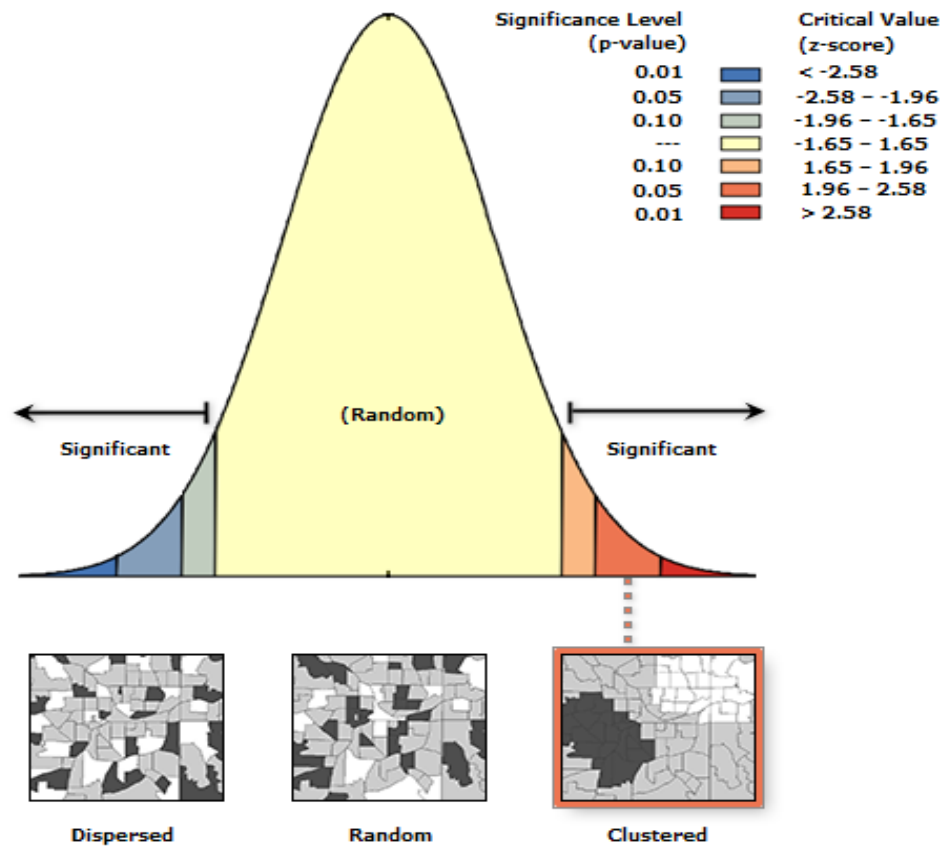 Significance Level Critical Value
(p-value) (z-score)
0.01 < -2.58
0.05 -2.58 – -1.96
0.10 -1.96 – -1.65
--- -1.65 – 1.65
0.10 1.65 – 1.96
0.05 1.96 – 2.58
0.01 > 2.58
(Random)
Significant Significant
Dispersed Random Clustered